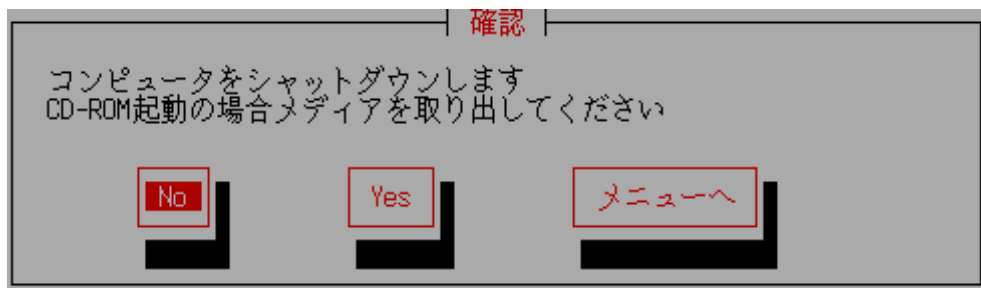 確認
コンピュータをシャットダウンします
CD-ROM起動の場合メディアを取り出してください
No Yes メニューへ